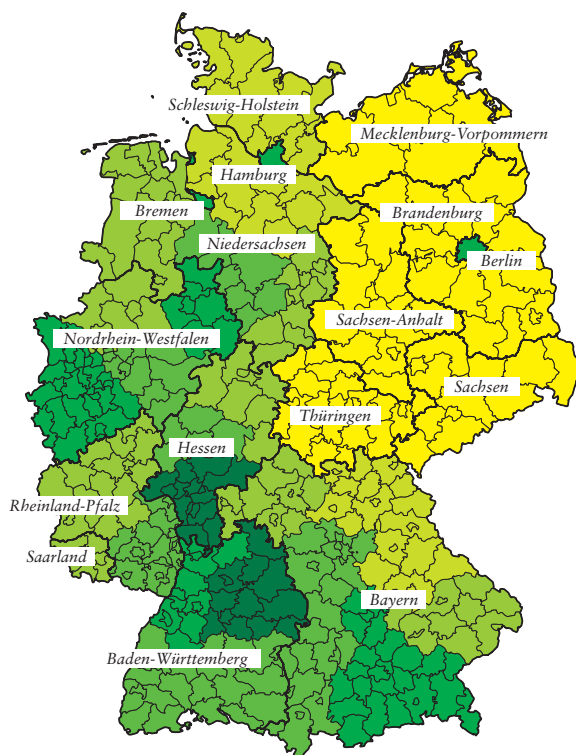 Schleswig-Holstein
Mecklenburg-Vorpommern
Hamburg
Bremen
Brandenburg
Niedersachsen
Berlin
Sachsen-Anhalt
Nordrhein-Westfalen
Sachsen
Thüringen
Hessen
Rheinland-Pfalz
Saarland
Bayern
Baden-Württemberg